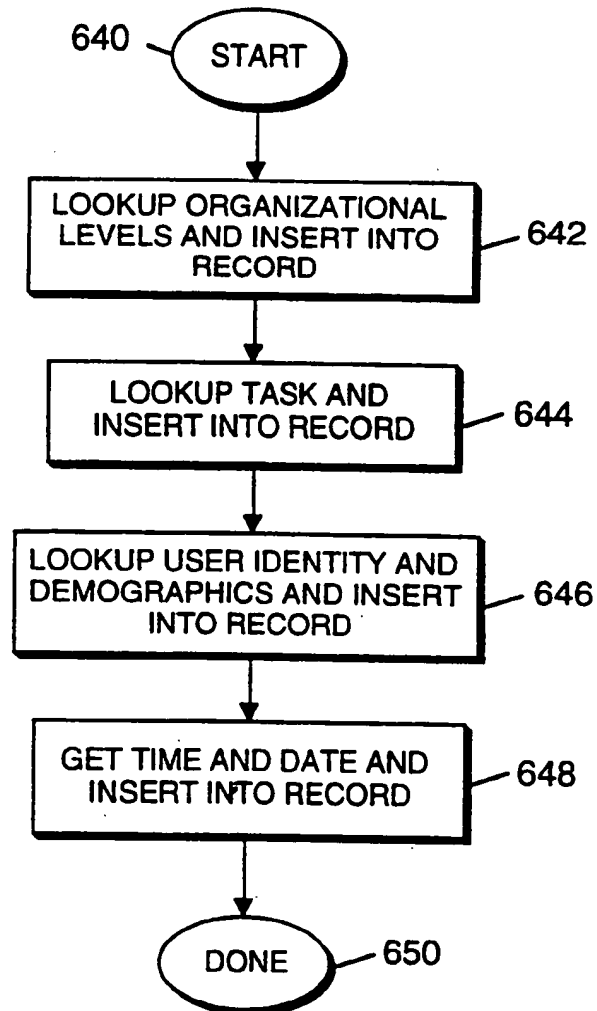 640
START
LOOKUP ORGANIZATIONAL
LEVELS AND INSERT INTO
RECORD
642
LOOKUP TASK AND
INSERT INTO RECORD
644
LOOKUP USER IDENTITY AND
DEMOGRAPHICS AND INSERT
INTO RECORD
646
GET TIME AND DATE AND
INSERT INTO RECORD
648
DONE
650